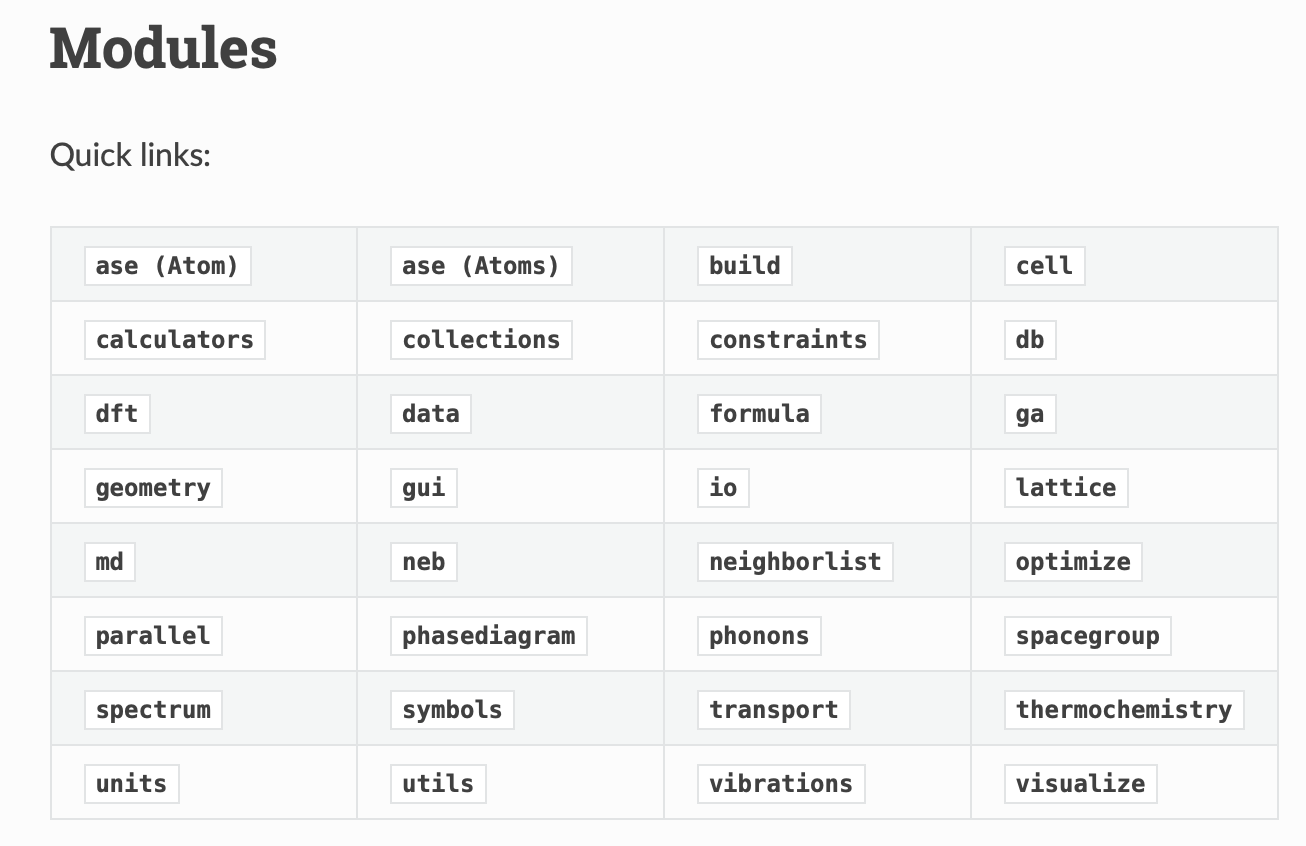 Modules
Quick links:
ase (Atom) ase (Atoms) build cell
calculators collections constraints db
dft data formula ga
geometry gui io lattice
md neb neighborlist optimize
parallel phasediagram phonons spacegroup
spectrum symbols transport thermochemistry
units utils vibrations visualize